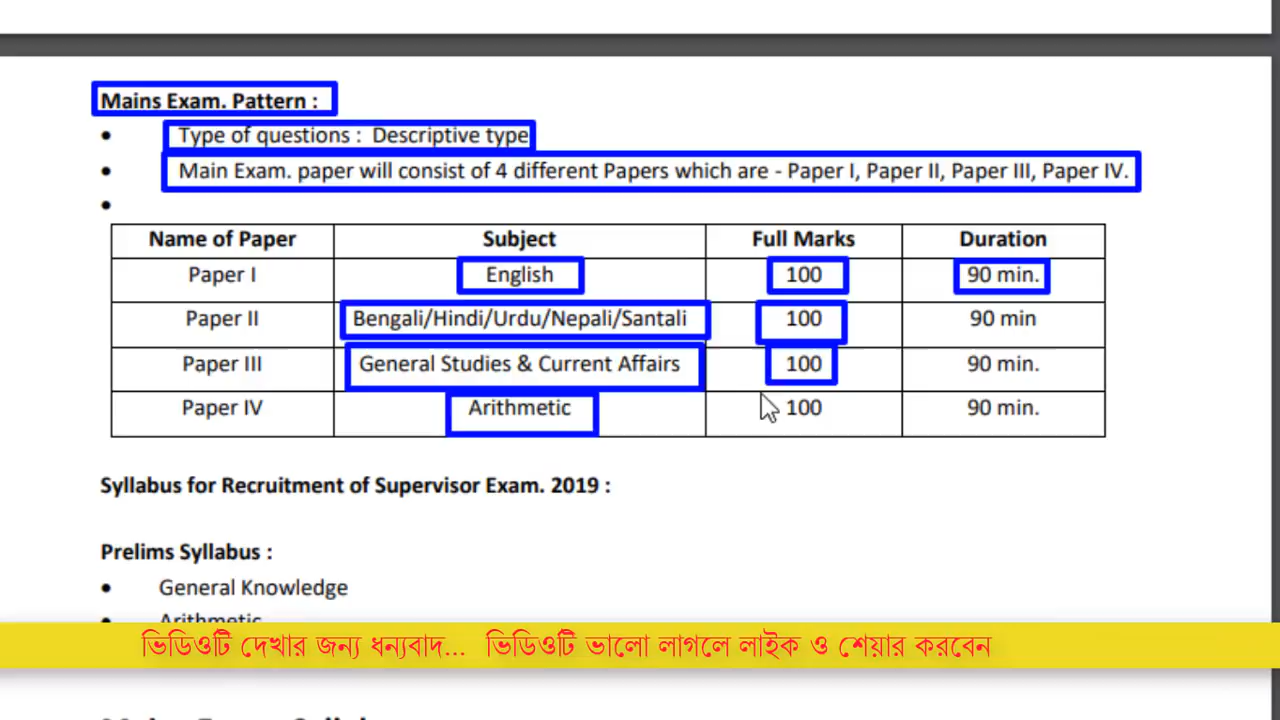 Mains Exam. Pattern :
• Type of questions : Descriptive type
• Main Exam. paper will consist of 4 different Papers which are - Paper I, Paper II, Paper III, Paper IV.
•
Name of Paper Subject Full Marks Duration
Paper I English 100 90 min.
Paper II Bengali/Hindi/Urdu/Nepali/Santali 100 90 min
Paper III General Studies & Current Affairs 100 90 min.
Paper IV Arithmetic 100 90 min.
Syllabus for Recruitment of Supervisor Exam. 2019 :
Prelims Syllabus :
• General Knowledge
• Arithmetic
ভিডিওটি দেখার জন্য ধন্যবাদ... ভিডিওটি ভালো লাগলে লাইক ও শেয়ার করবেন